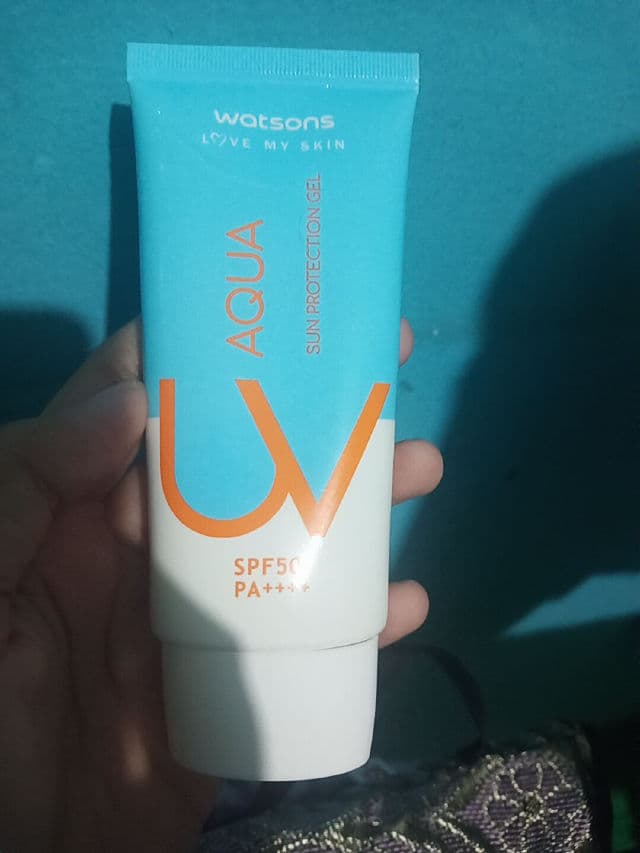 watsons
LOVE MY SKIN
AQUA
SUN PROTECTION GEL
UV
SPF50
PA++++